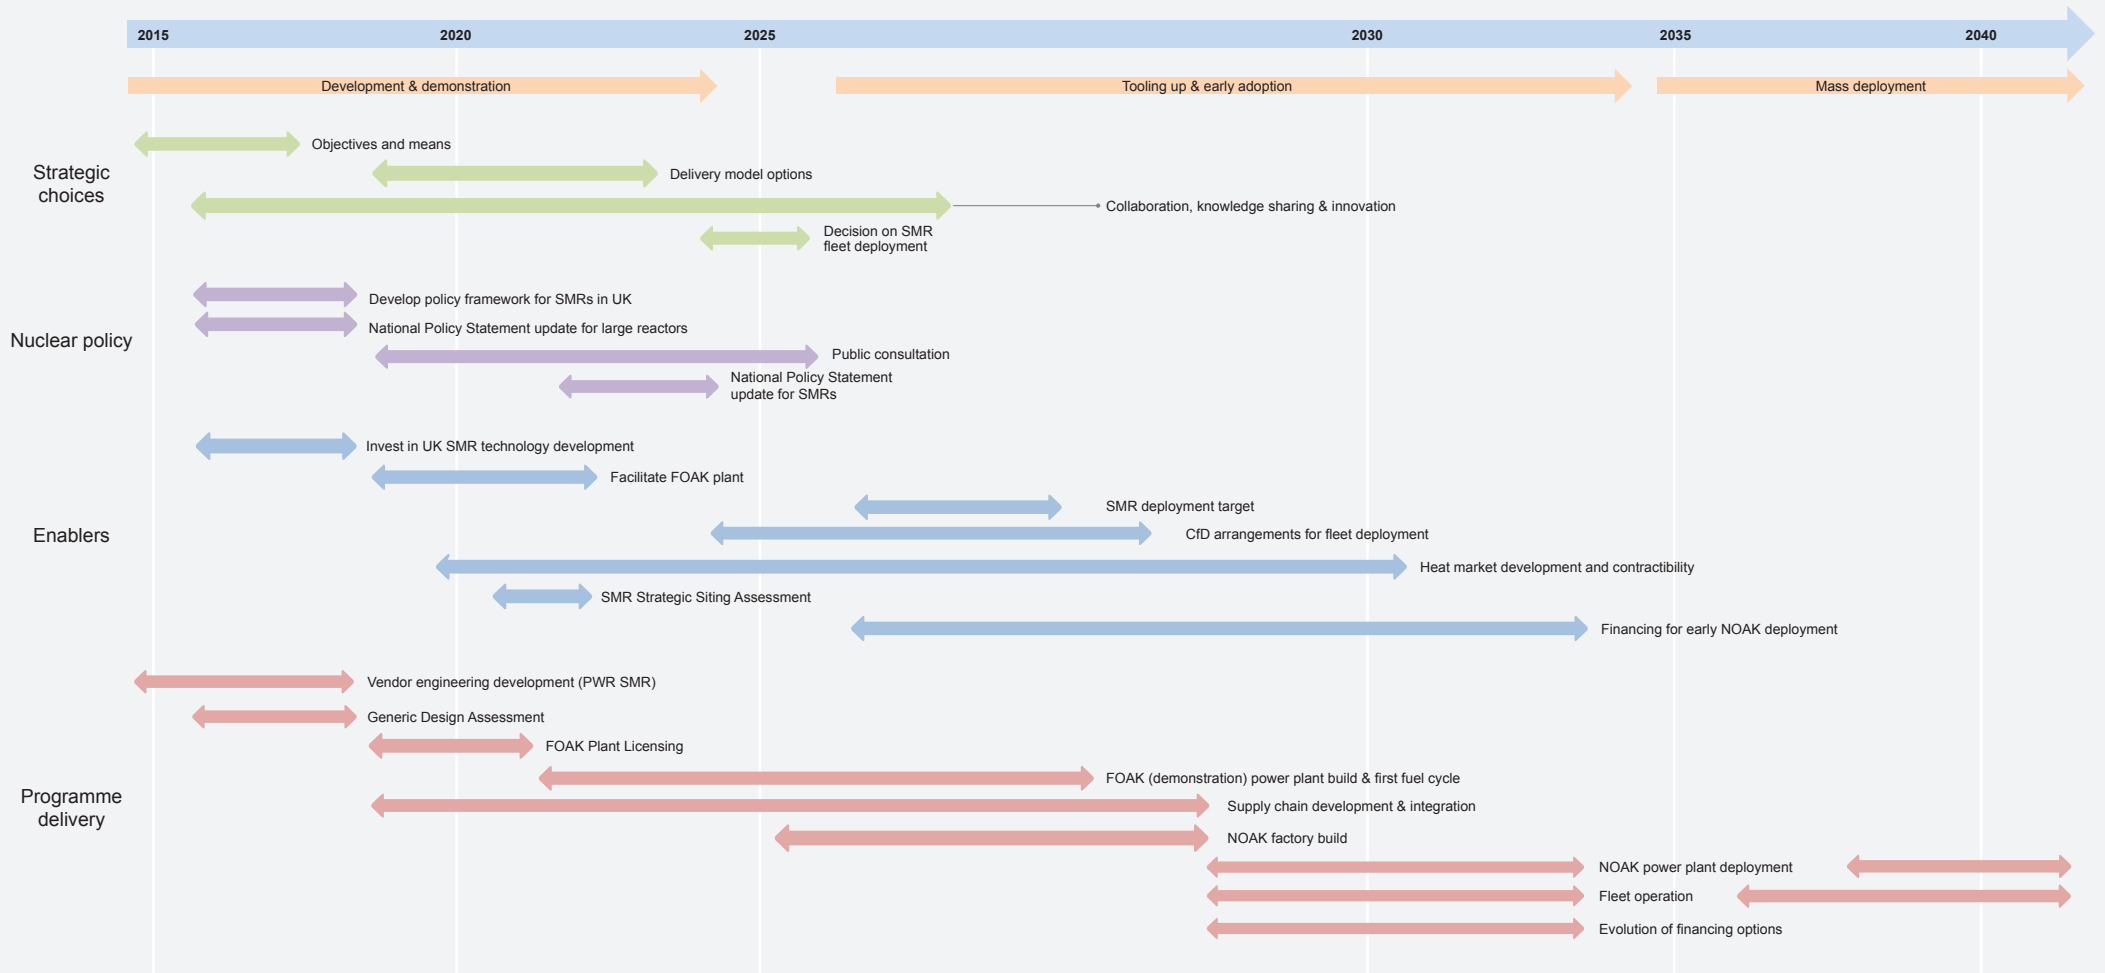 2015 2020 2025 2030 2035 2040
Development & demonstration Tooling up & early adoption Mass deployment
Strategic
choices
Objectives and means
Delivery model options
Collaboration, knowledge sharing & innovation
Decision on SMR
fleet deployment
Nuclear policy
Develop policy framework for SMRs in UK
National Policy Statement update for large reactors
Public consultation
National Policy Statement
update for SMRs
Enablers
Invest in UK SMR technology development
Facilitate FOAK plant
SMR deployment target
CfD arrangements for fleet deployment
Heat market development and contractibility
SMR Strategic Siting Assessment
Financing for early NOAK deployment
Programme
delivery
Vendor engineering development (PWR SMR)
Generic Design Assessment
FOAK Plant Licensing
FOAK (demonstration) power plant build & first fuel cycle
Supply chain development & integration
NOAK factory build
NOAK power plant deployment
Fleet operation
Evolution of financing options